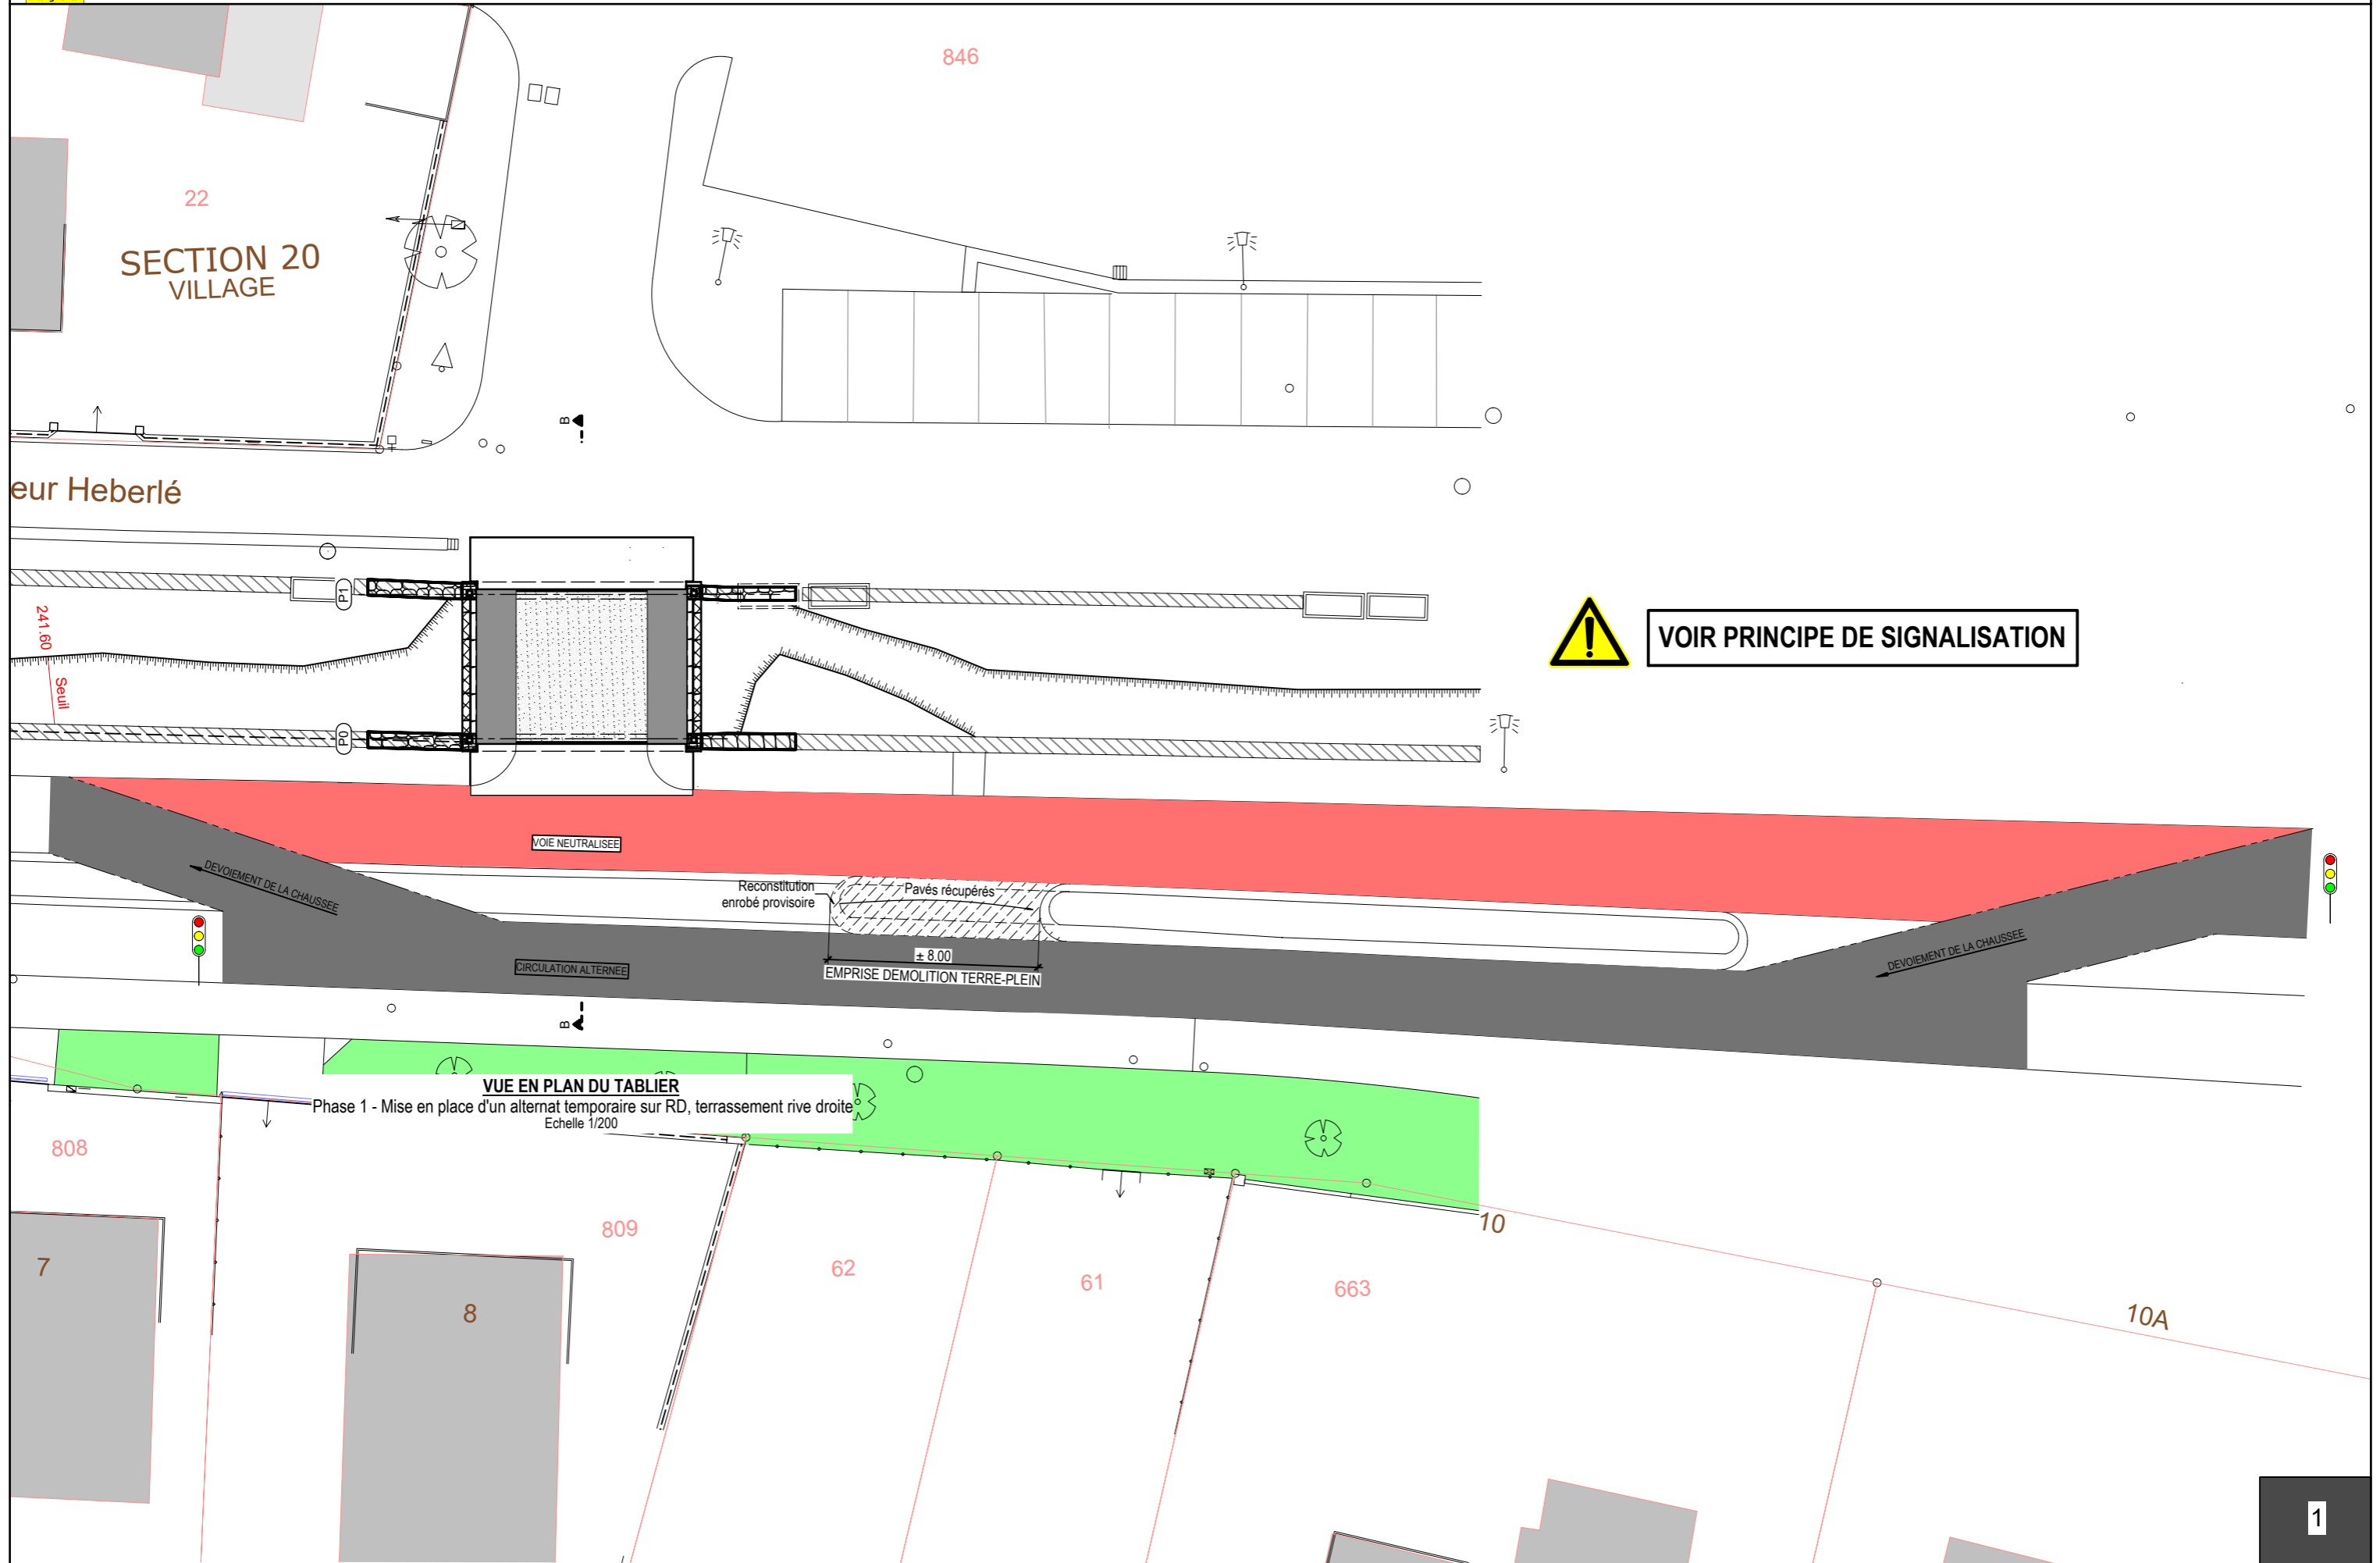 846
22
SECTION 20
VILLAGE
B
eur Heberlé
P1
241.60
Seuil
P0
VOIR PRINCIPE DE SIGNALISATION
VOIE NEUTRALISEE
DEVOIEMENT DE LA CHAUSSEE
Reconstitution
enrobé provisoire
Pavés récupérés
± 8.00
EMPRISE DEMOLITION TERRE-PLEIN
CIRCULATION ALTERNEE
DEVOIEMENT DE LA CHAUSSEE
B
VUE EN PLAN DU TABLIER
Phase 1 - Mise en place d'un alternat temporaire sur RD, terrassement rive droite
Echelle 1/200
808
809
62
61
663
10
10A
7
8
1